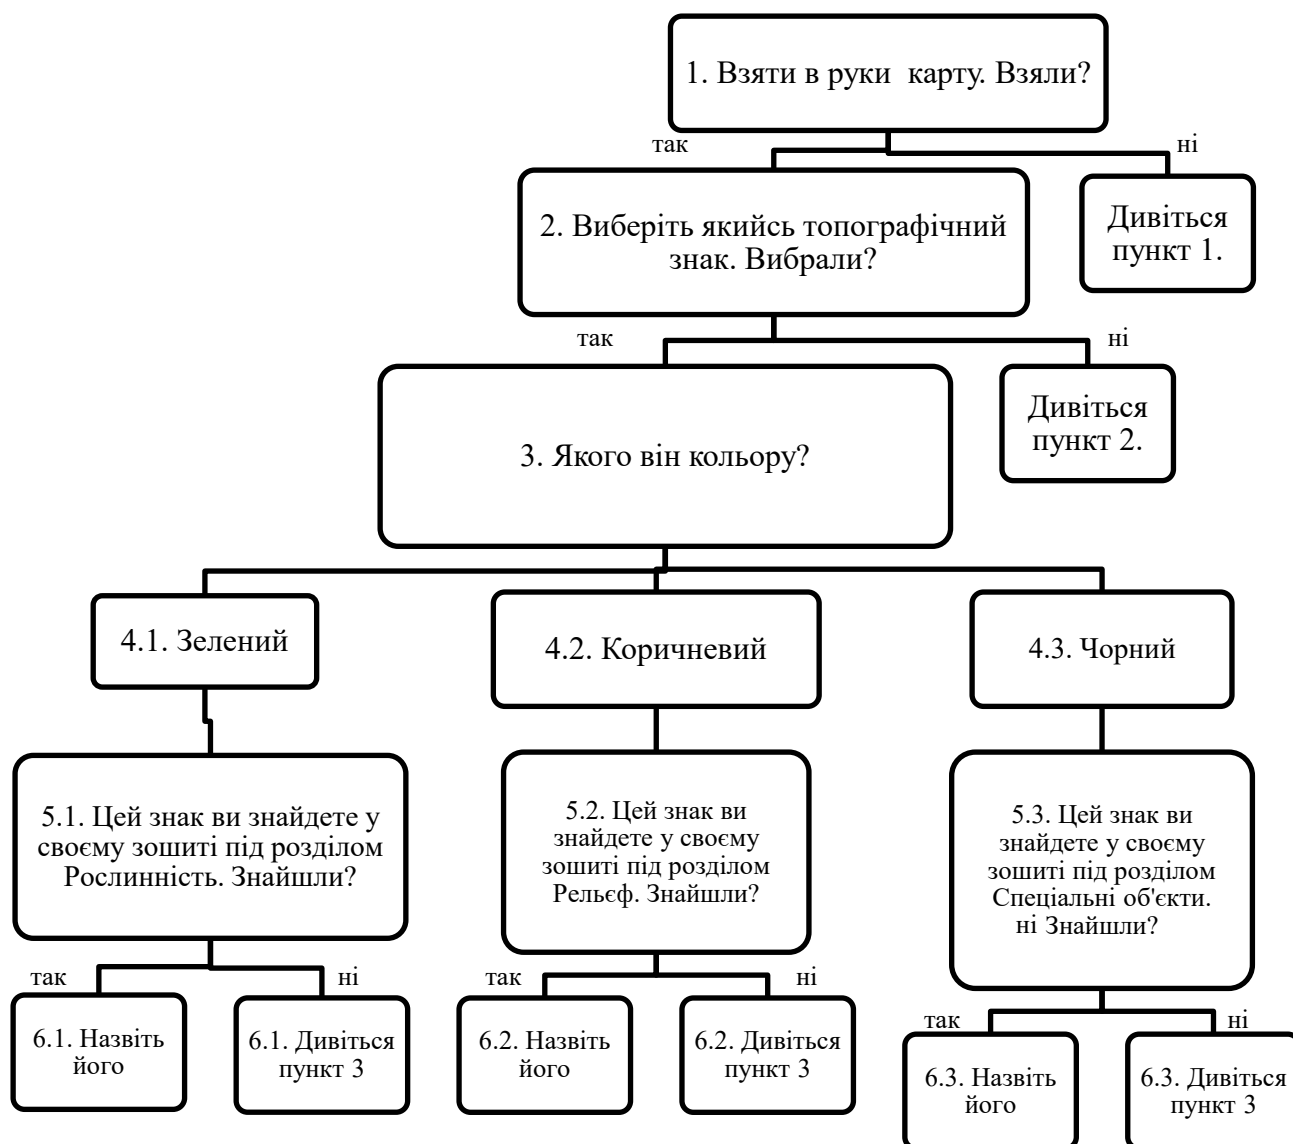 1. Взяти в руки карту. Взяли?
так
ні
2. Виберіть якийсь топографічний
знак. Вибрали?
Дивіться
пункт 1.
так
ні
3. Якого він кольору?
Дивіться
пункт 2.
4.1. Зелений
4.2. Коричневий
4.3. Чорний
5.1. Цей знак ви знайдете у
своєму зошиті під розділом
Рослинність. Знайшли?
5.2. Цей знак ви
знайдете у своєму
зошиті під розділом
Рельєф. Знайшли?
5.3. Цей знак ви
знайдете у своєму
зошиті під розділом
Спеціальні об'єкти.
ні Знайшли?
так
ні
так
ні
так
ні
6.1. Назвіть
його
6.1. Дивіться
пункт 3
6.2. Назвіть
його
6.2. Дивіться
пункт 3
6.3. Назвіть
його
6.3. Дивіться
пункт 3